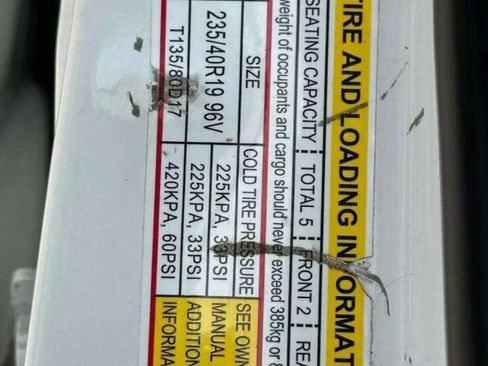 TIRE AND LOADING INFORMAT
SEATING CAPACITY TOTAL 5 FRONT 2 REA
weight of occupants and cargo should never exceed 385kg or 8
SIZE COLD TIRE PRESSURE SEE OWN
235/40R19 96V 225KPA, 33PSI MANUAL
225KPA, 33PSI ADDITION
T135/80D17 420KPA, 60PSI INFORMA